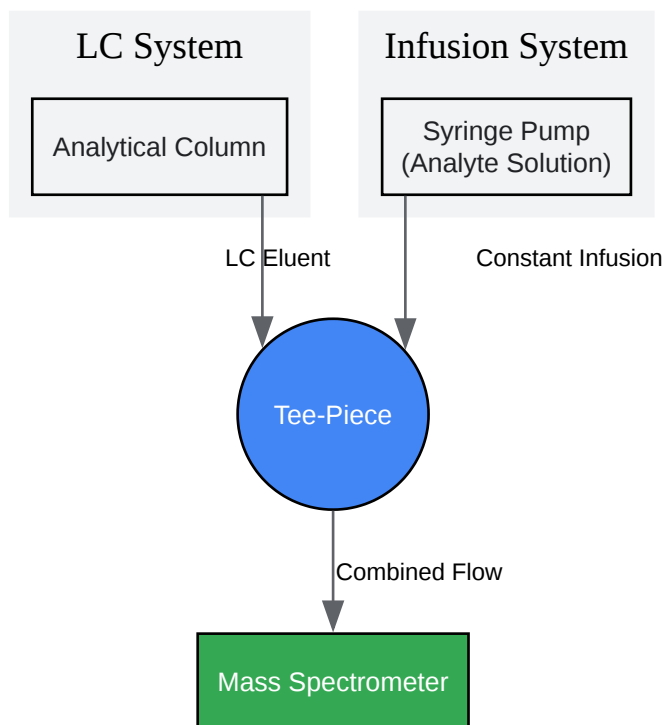 LC System
Infusion System
Analytical Column
Syringe Pump
(Analyte Solution)
LC Eluent
Constant Infusion
Tee-Piece
Combined Flow
Mass Spectrometer